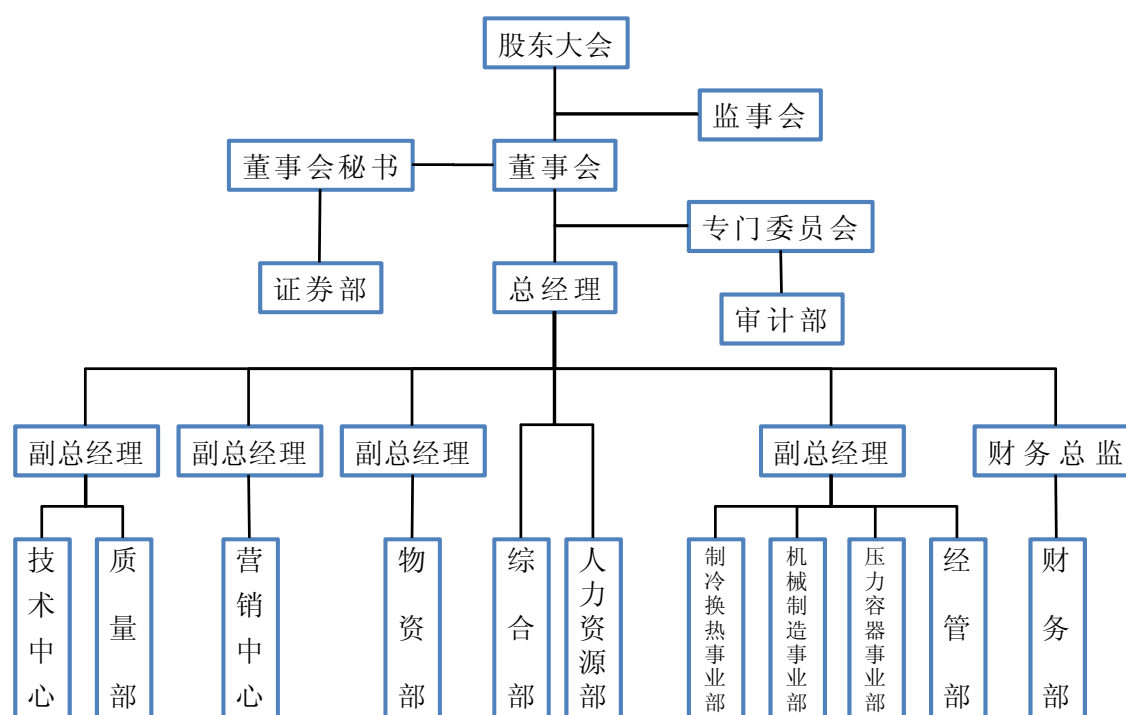 股东大会
监事会
董事会秘书
董事会
专门委员会
证券部
总经理
审计部
副总经理
副总经理
副总经理
副总经理
财务总监
技术中心
质量部
营销中心
物资部
综合部
人力资源部
制冷换热事业部
机械制造事业部
压力容器事业部
经管部
财务部